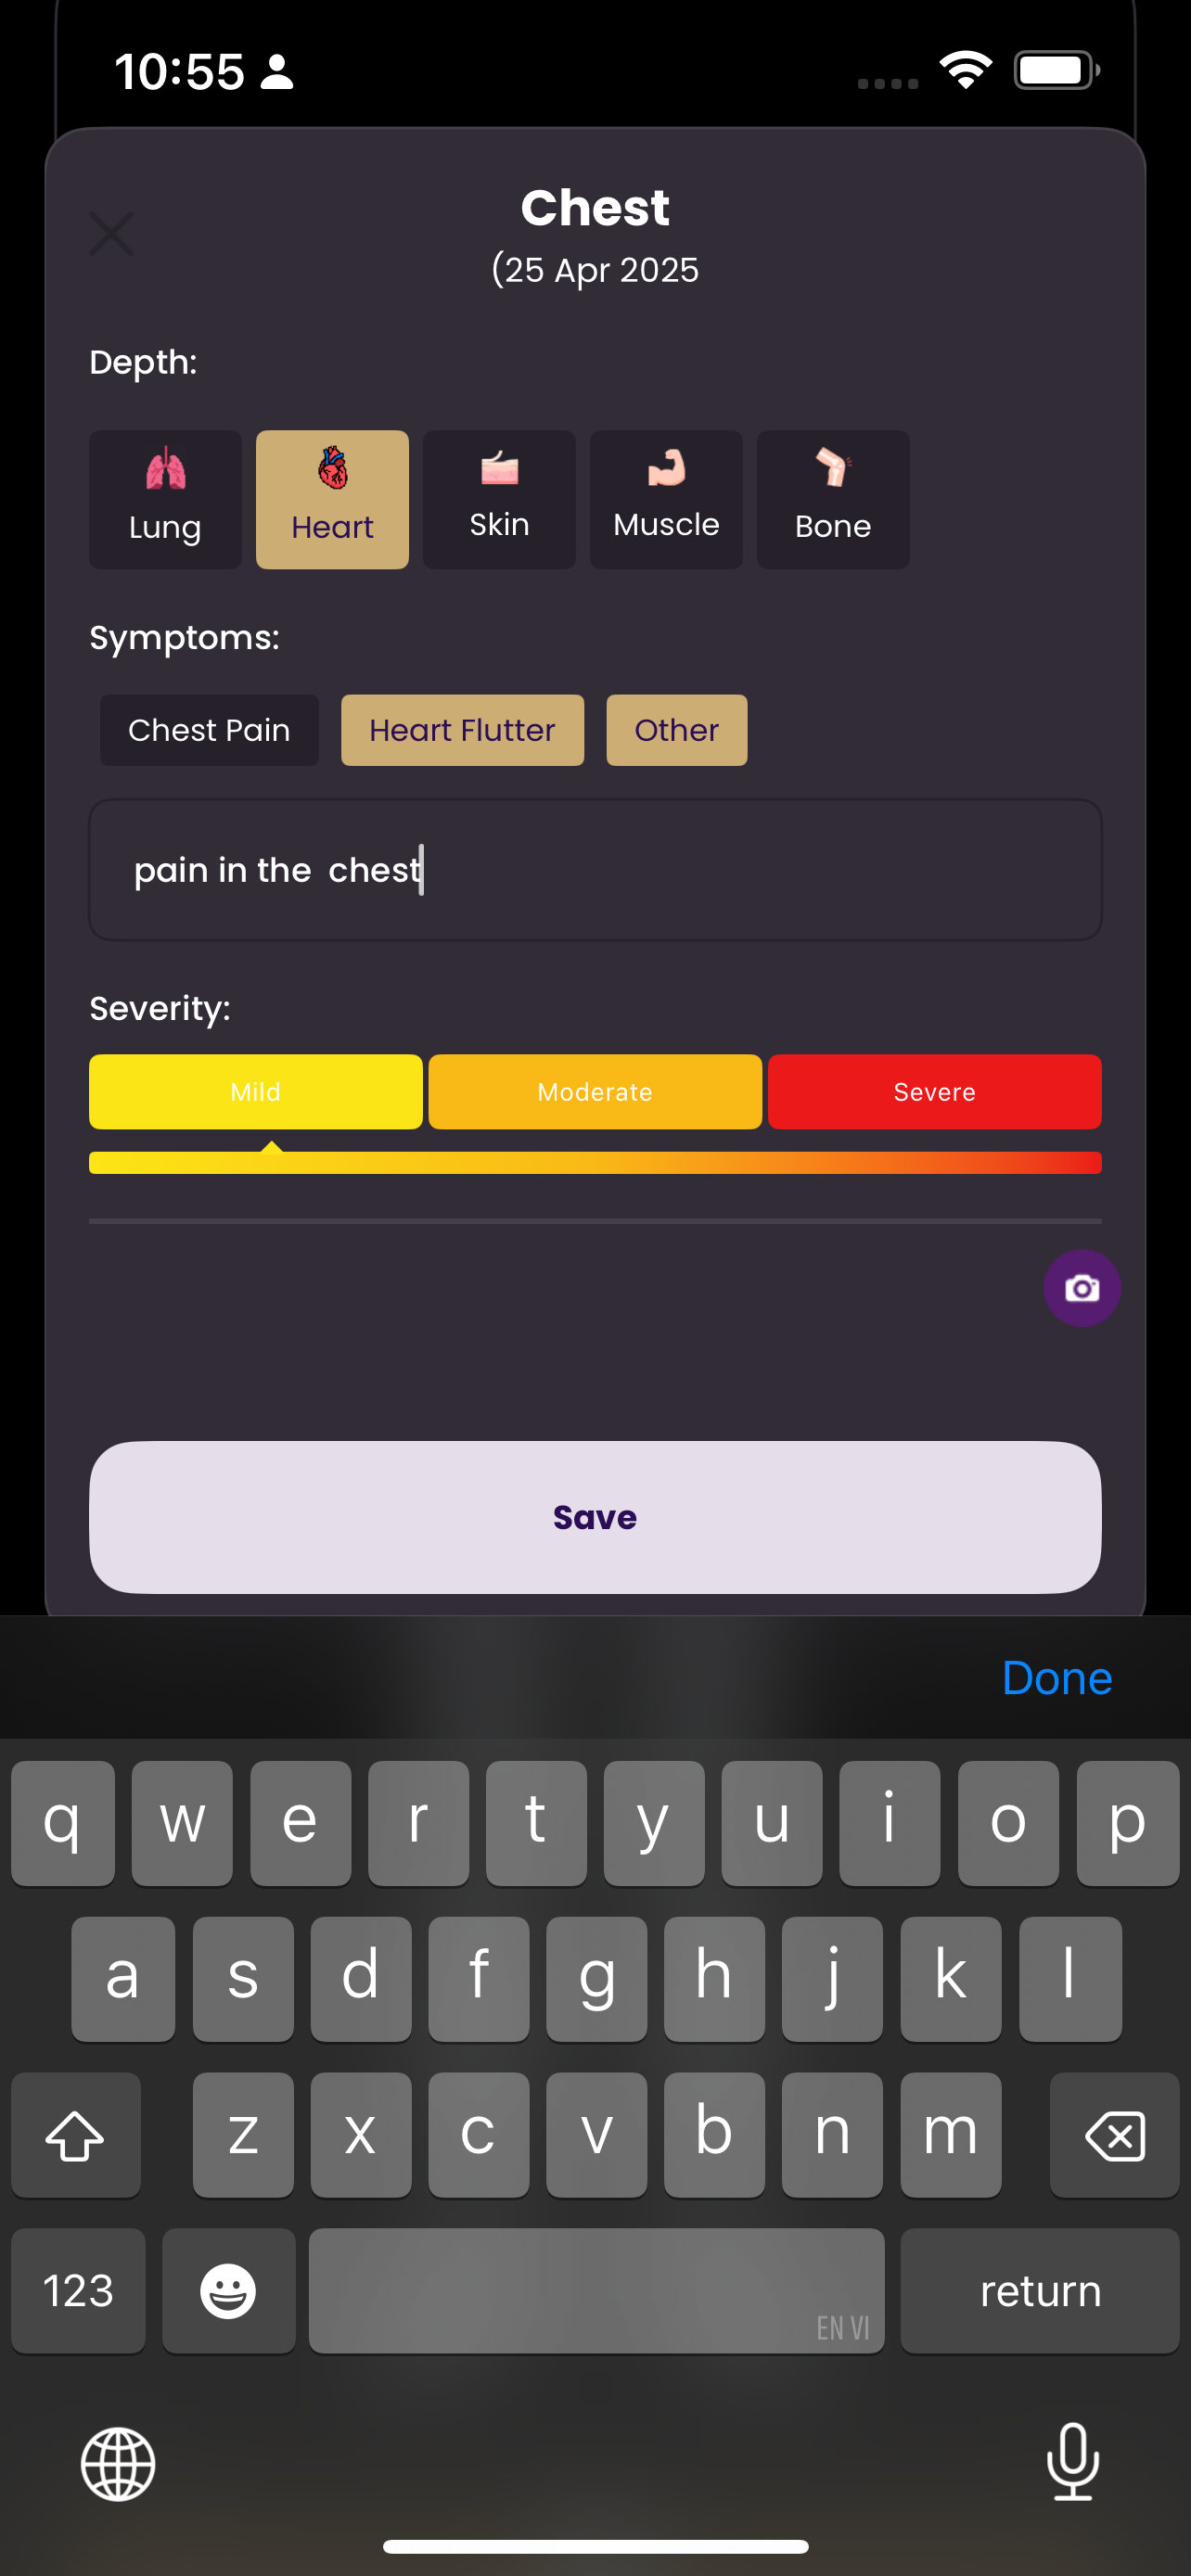 10:55
Chest
(25 Apr 2025
Depth:
Lung Heart Skin Muscle Bone
Symptoms:
Chest Pain Heart Flutter Other
pain in the  chest
Severity:
Mild Moderate Severe
Save
Done
q w e r t y u i o p
a s d f g h j k l
z x c v b n m
123 EN VI return